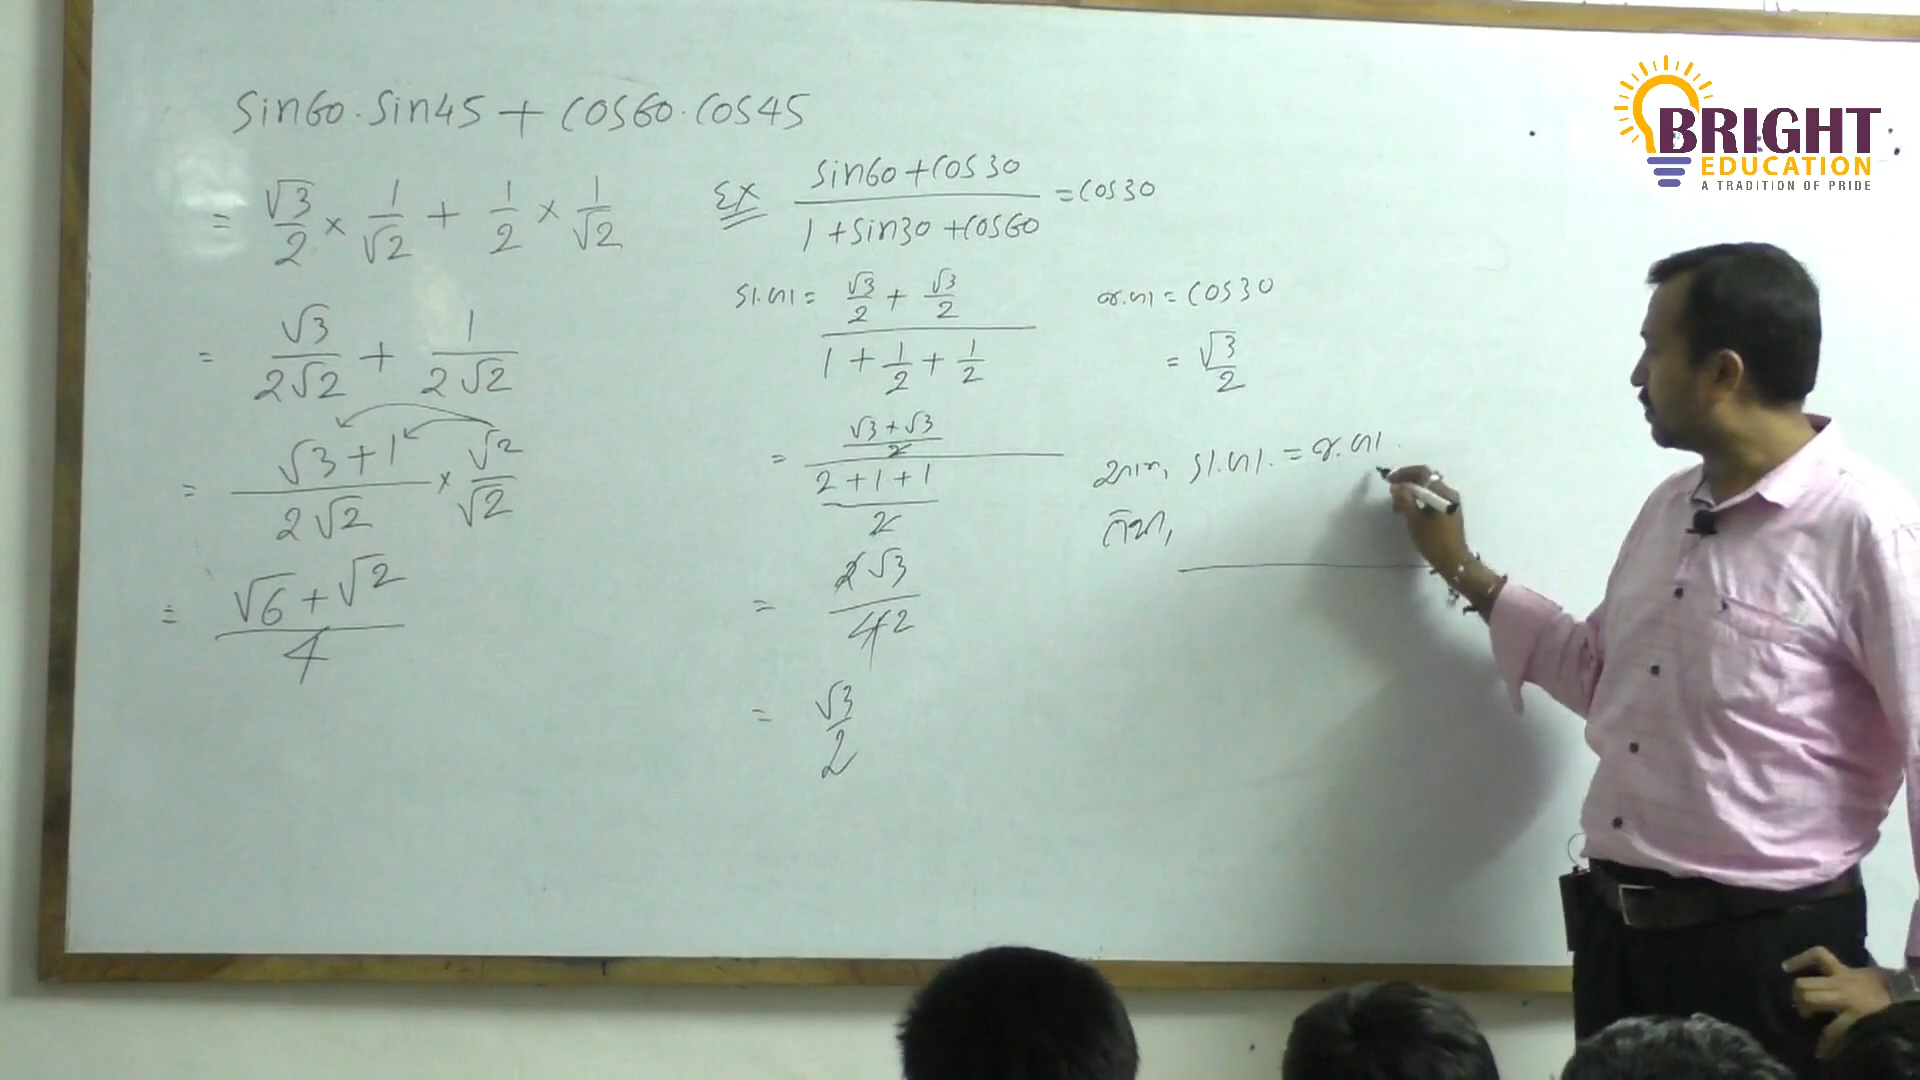 sin60·sin45 + cos60·cos45
= √3/2 × 1/√2 + 1/2 × 1/√2
= √3/2√2 + 1/2√2
= (√3+1)/2√2 × √2/√2
= (√6+√2)/4
Ex (sin60+cos30)/(1+sin30+cos60) = cos30
ડા.બા = (√3/2 + √3/2)/(1 + 1/2 + 1/2)
= ((√3+√3)/2)/((2+1+1)/2)
= 2√3/4 2
= √3/2
જ.બા = cos30
= √3/2
આમ, ડા.બા. = જ.બા.
BRIGHT
EDUCATION
A TRADITION OF PRIDE